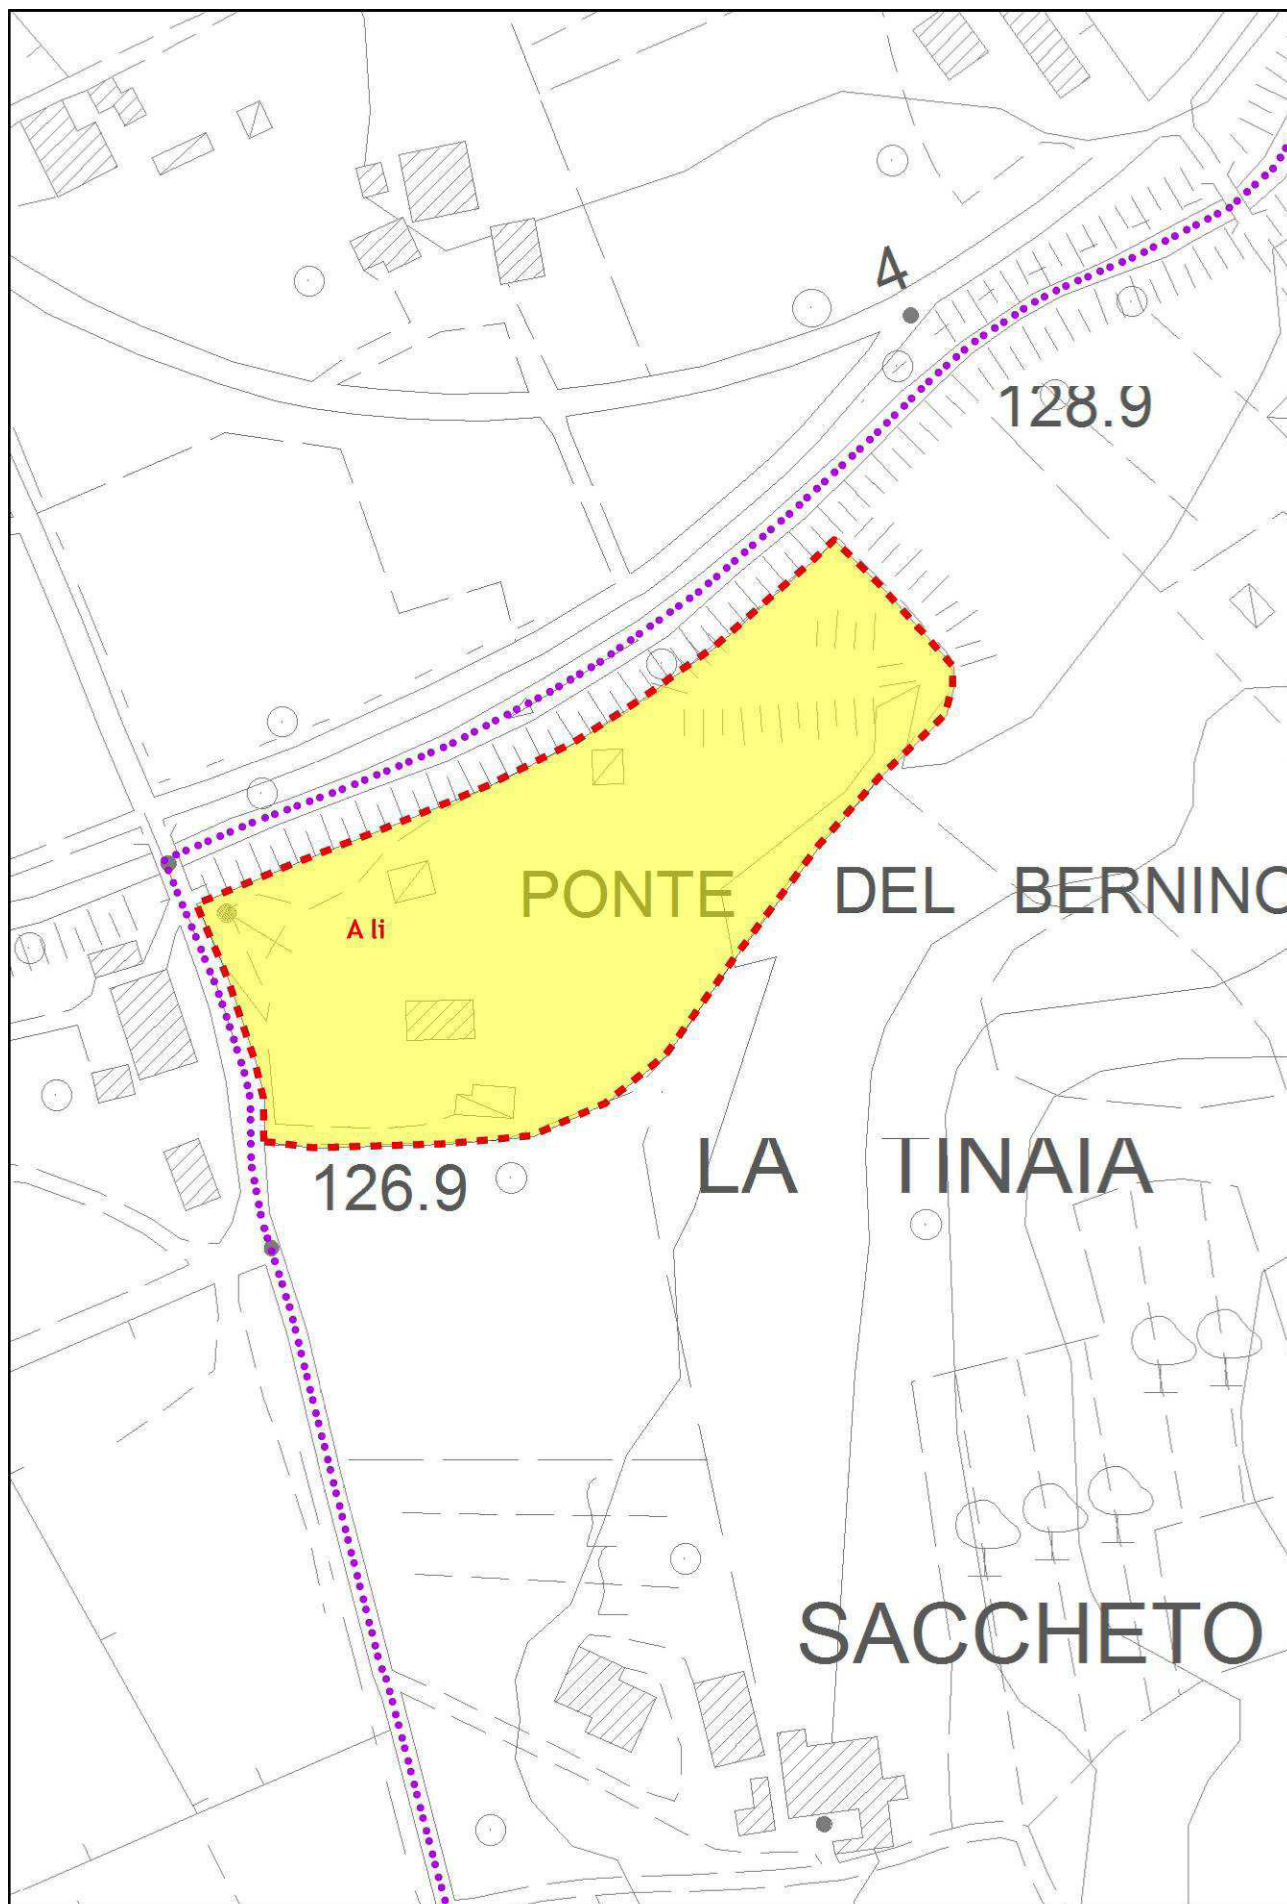 4
128.9
PONTE DEL BERNINO
A li
126.9
LA TINAIA
SACCHETO